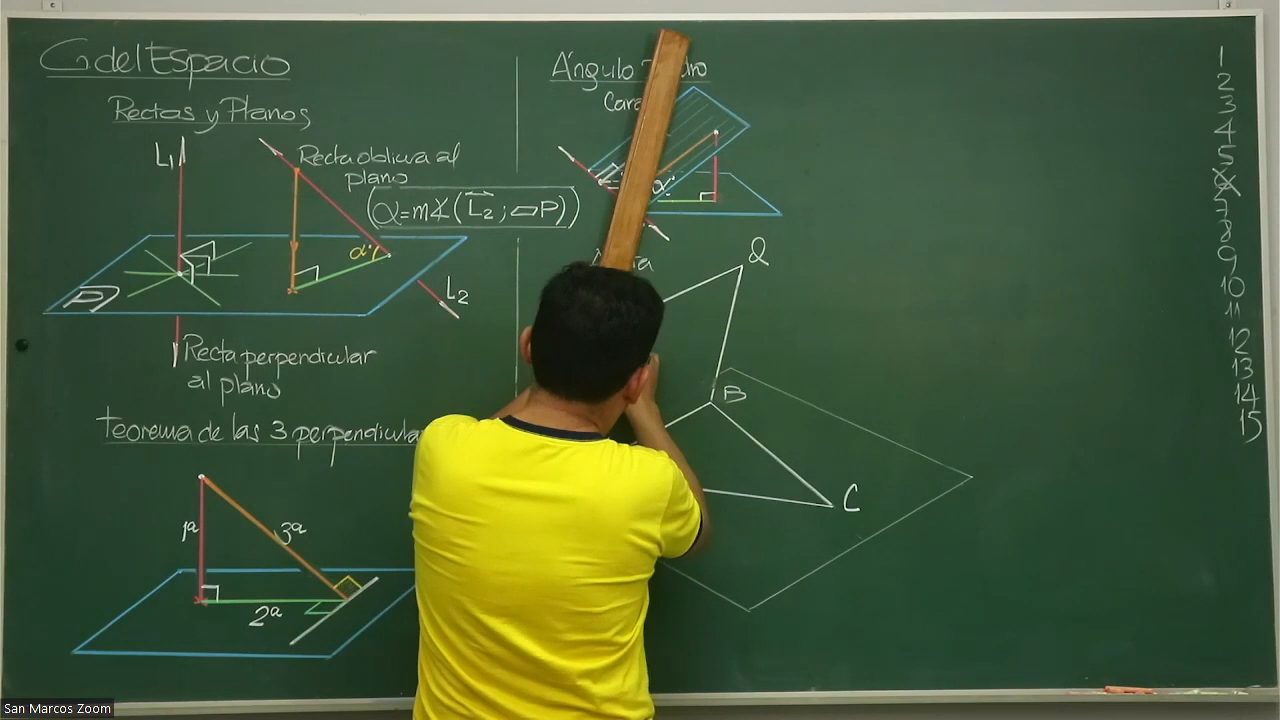 G del Espacio
Rectas y Planos
L1
Recta oblicua al
plano
α=m∡(L2; ▱P)
α°
P
L2
Recta perpendicular
al plano
Teorema de las 3 perpendicula
1ª
3ª
2ª
Ángulo
Cara
α°
Q
B
C
1
2
3
4
5
6
7
8
9
10
11
12
13
14
15
San Marcos Zoom